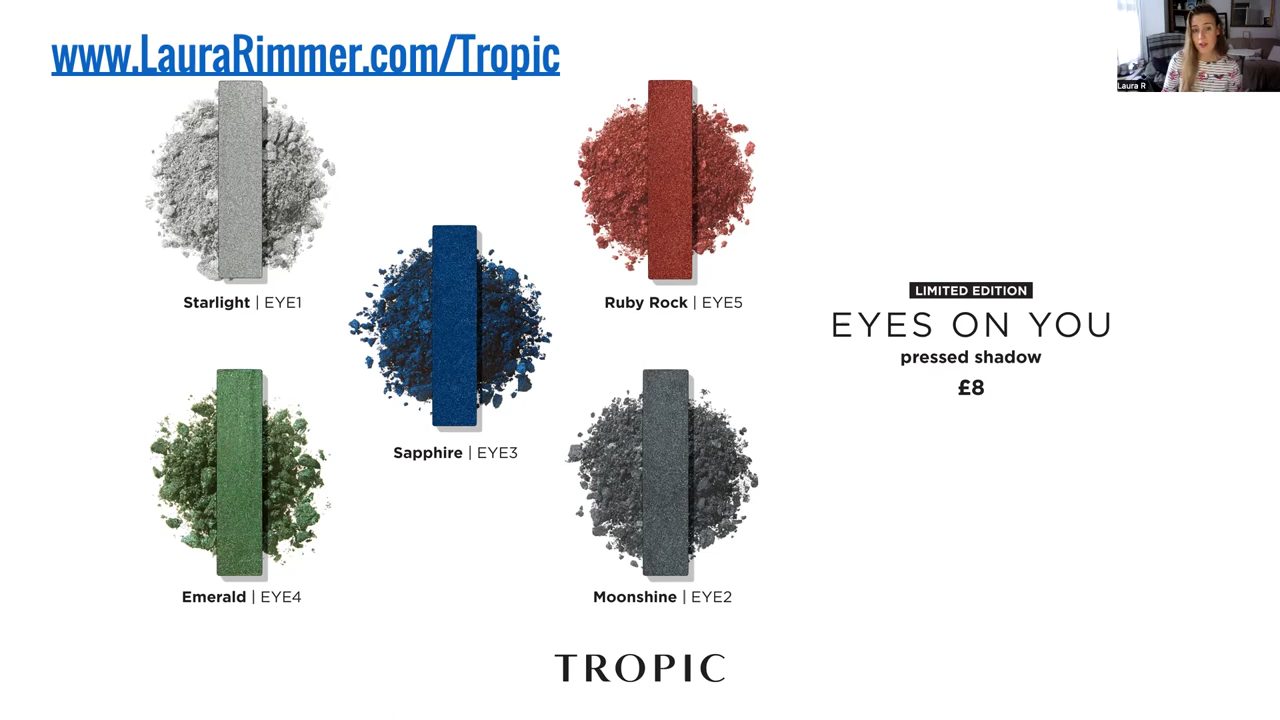 www.LauraRimmer.com/Tropic
Laura R
Starlight | EYE1
Ruby Rock | EYE5
LIMITED EDITION
EYES ON YOU
pressed shadow
£8
Sapphire | EYE3
Emerald | EYE4
Moonshine | EYE2
TROPIC